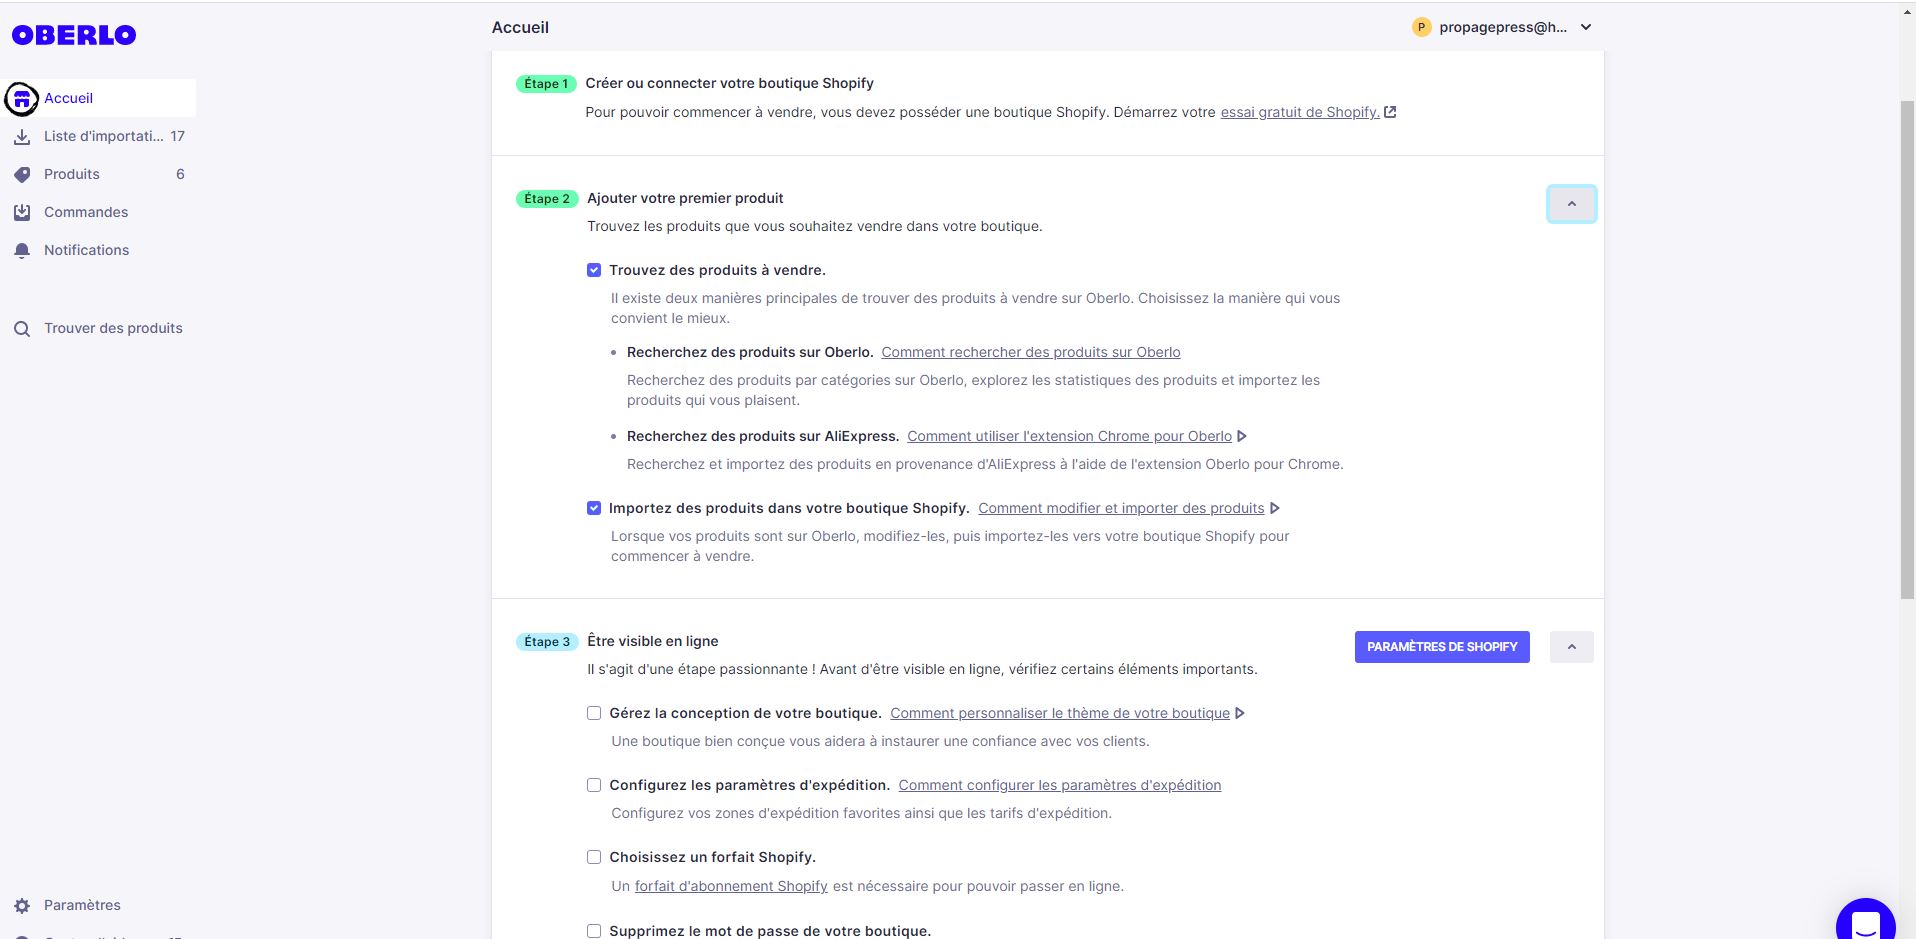 OBERLO
Accueil
P propagepress@h...
Accueil
Liste d'importati... 17
Produits 6
Commandes
Notifications
Trouver des produits
Paramètres
Étape 1 Créer ou connecter votre boutique Shopify
Pour pouvoir commencer à vendre, vous devez posséder une boutique Shopify. Démarrez votre essai gratuit de Shopify.
Étape 2 Ajouter votre premier produit
Trouvez les produits que vous souhaitez vendre dans votre boutique.
Trouvez des produits à vendre.
Il existe deux manières principales de trouver des produits à vendre sur Oberlo. Choisissez la manière qui vous
convient le mieux.
• Recherchez des produits sur Oberlo. Comment rechercher des produits sur Oberlo
Recherchez des produits par catégories sur Oberlo, explorez les statistiques des produits et importez les
produits qui vous plaisent.
• Recherchez des produits sur AliExpress. Comment utiliser l'extension Chrome pour Oberlo
Recherchez et importez des produits en provenance d'AliExpress à l'aide de l'extension Oberlo pour Chrome.
Importez des produits dans votre boutique Shopify. Comment modifier et importer des produits
Lorsque vos produits sont sur Oberlo, modifiez-les, puis importez-les vers votre boutique Shopify pour
commencer à vendre.
Étape 3 Être visible en ligne
PARAMÈTRES DE SHOPIFY
Il s'agit d'une étape passionnante ! Avant d'être visible en ligne, vérifiez certains éléments importants.
Gérez la conception de votre boutique. Comment personnaliser le thème de votre boutique
Une boutique bien conçue vous aidera à instaurer une confiance avec vos clients.
Configurez les paramètres d'expédition. Comment configurer les paramètres d'expédition
Configurez vos zones d'expédition favorites ainsi que les tarifs d'expédition.
Choisissez un forfait Shopify.
Un forfait d'abonnement Shopify est nécessaire pour pouvoir passer en ligne.
Supprimez le mot de passe de votre boutique.